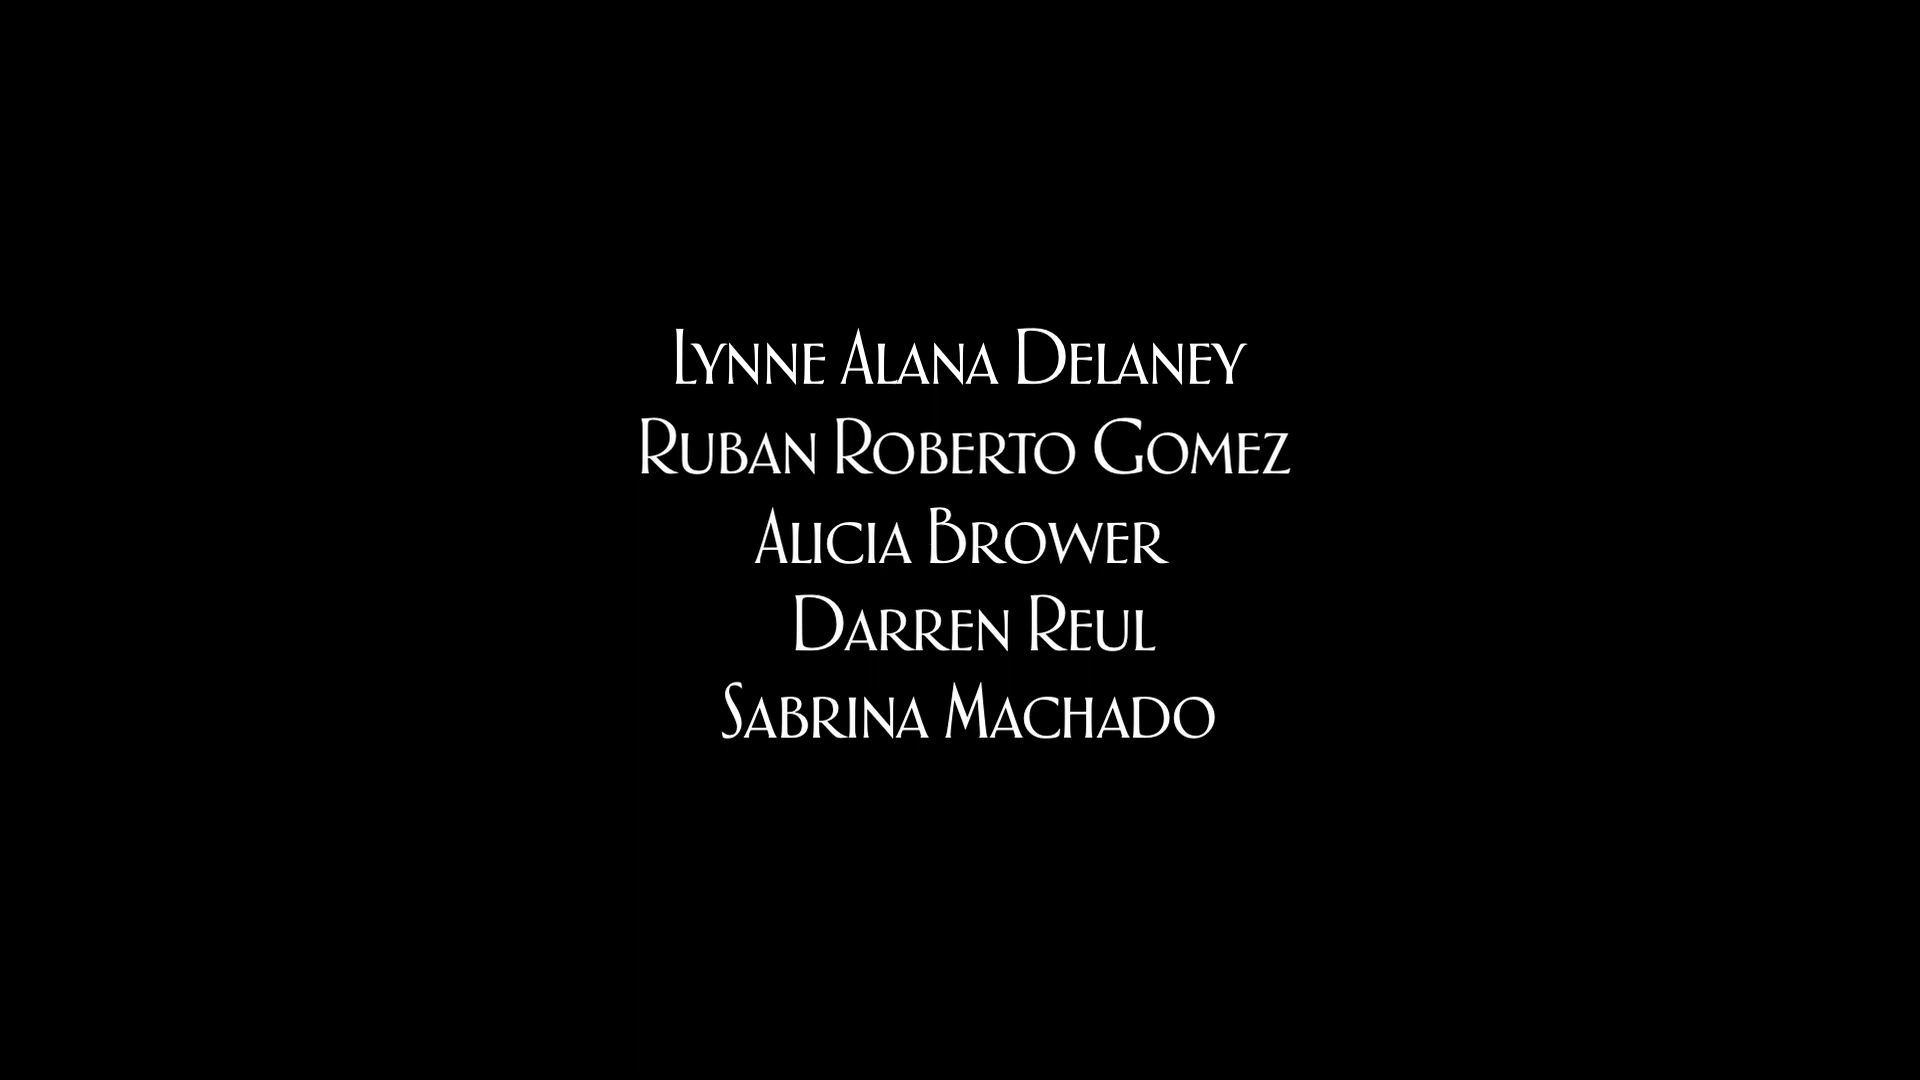 Lynne Alana Delaney
Ruban Roberto Gomez
Alicia Brower
Darren Reul
Sabrina Machado